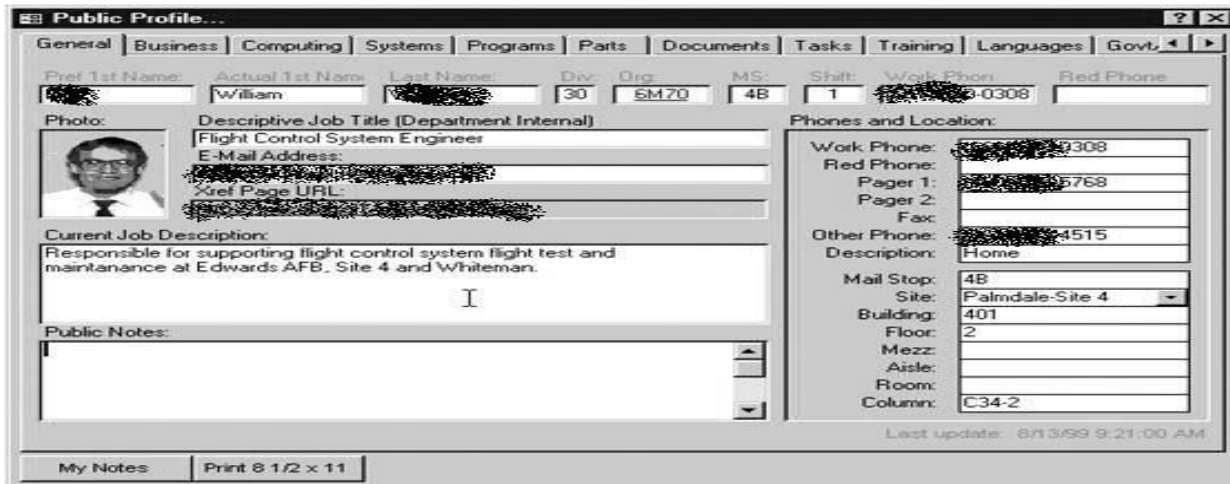 Public Profile...
General Business Computing Systems Programs Parts Documents Tasks Training Languages Govt.
Pref 1st Name: Actual 1st Nam Last Name: Div: Org: MS: Shift: Work Phon Red Phone
William 30 6M70 4B 1 -0308
Photo: Descriptive Job Title (Department Internal) Phones and Location:
Flight Control System Engineer
E-Mail Address:
Xref Page URL:
Current Job Description:
Responsible for supporting flight control system flight test and
maintanance at Edwards AFB, Site 4 and Whiteman.
Public Notes:
Work Phone: 0308
Red Phone:
Pager 1: 5768
Pager 2:
Fax:
Other Phone: 4515
Description: Home
Mail Stop: 4B
Site: Palmdale-Site 4
Building: 401
Floor: 2
Mezz:
Aisle:
Room:
Column: C34-2
Last update: 8/13/99 9:21:00 AM
My Notes Print 8 1/2 x 11